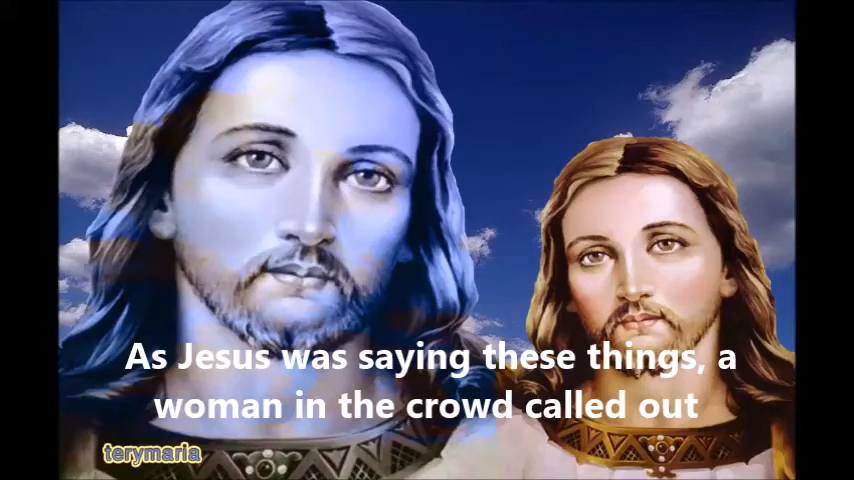 As Jesus was saying these things, a
woman in the crowd called out
terymaria